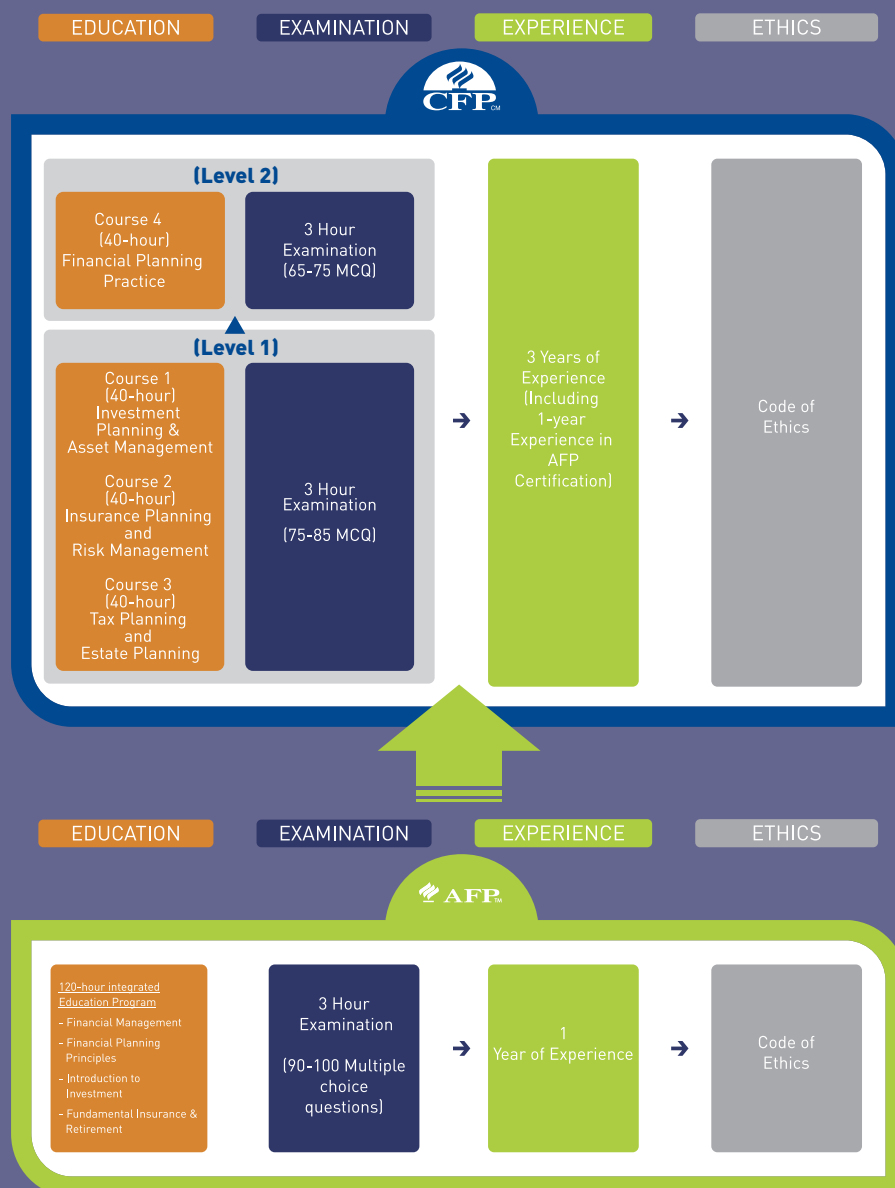 EDUCATION EXAMINATION EXPERIENCE ETHICS
CFP CM
(Level 2)
Course 4
(40-hour)
Financial Planning
Practice
3 Hour
Examination
(65-75 MCQ)
(Level 1)
Course 1
(40-hour)
Investment
Planning &
Asset Management
Course 2
(40-hour)
Insurance Planning
and
Risk Management
Course 3
(40-hour)
Tax Planning
and
Estate Planning
3 Hour
Examination
(75-85 MCQ)
3 Years of
Experience
(Including
1-year
Experience in
AFP
Certification)
Code of
Ethics
EDUCATION EXAMINATION EXPERIENCE ETHICS
AFP TM
120-hour integrated
Education Program
- Financial Management
- Financial Planning
Principles
- Introduction to
Investment
- Fundamental Insurance &
Retirement
3 Hour
Examination
(90-100 Multiple
choice
questions)
1
Year of Experience
Code of
Ethics